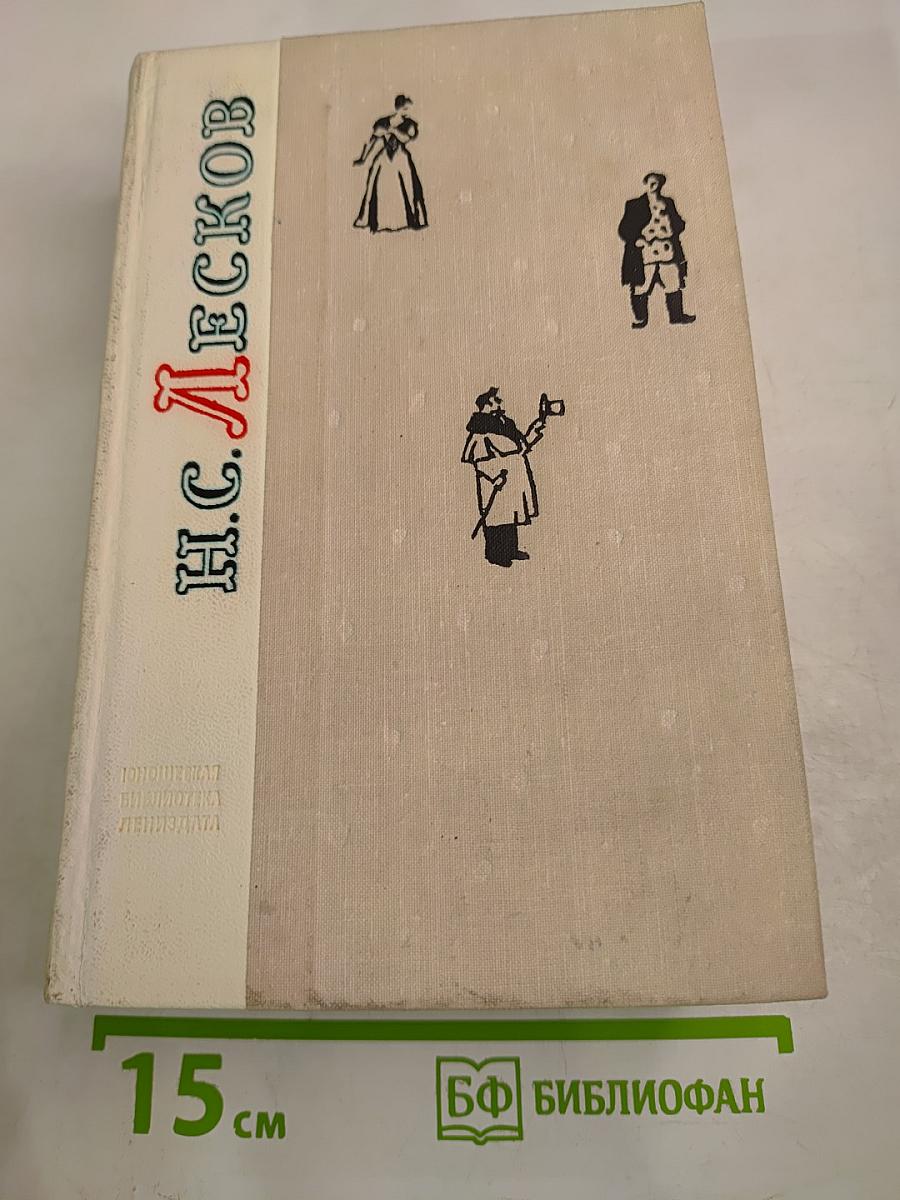 Н.С. Лесков
ЮНОШЕСКАЯ
БИБЛИОТЕКА
ЛЕНИЗДАТА
15 см
БФ БИБЛИОФАН